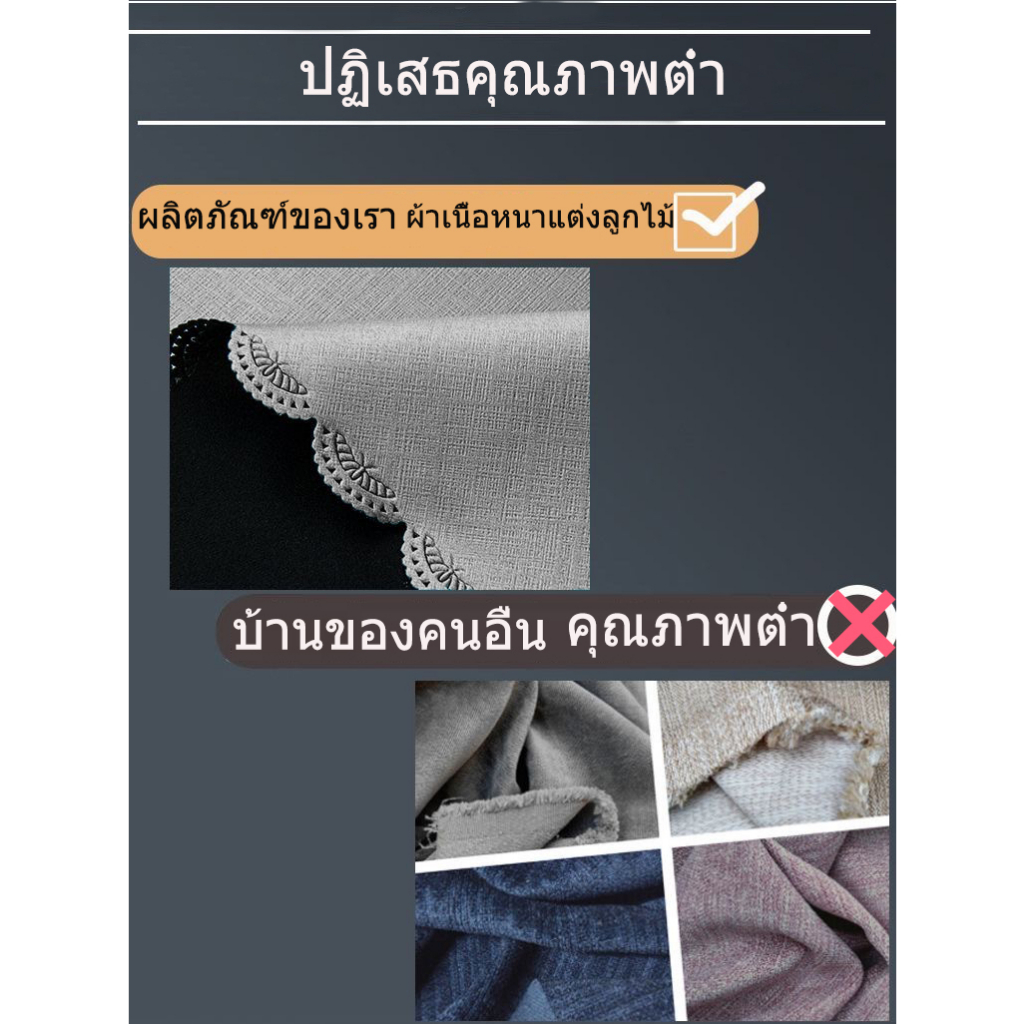 ปฏิเสธคุณภาพตํา
ผลิตภัณฑ์ของเรา ผ้าเนือหนาแต่งลูกไม้
บ้านของคนอืน คุณภาพตํา